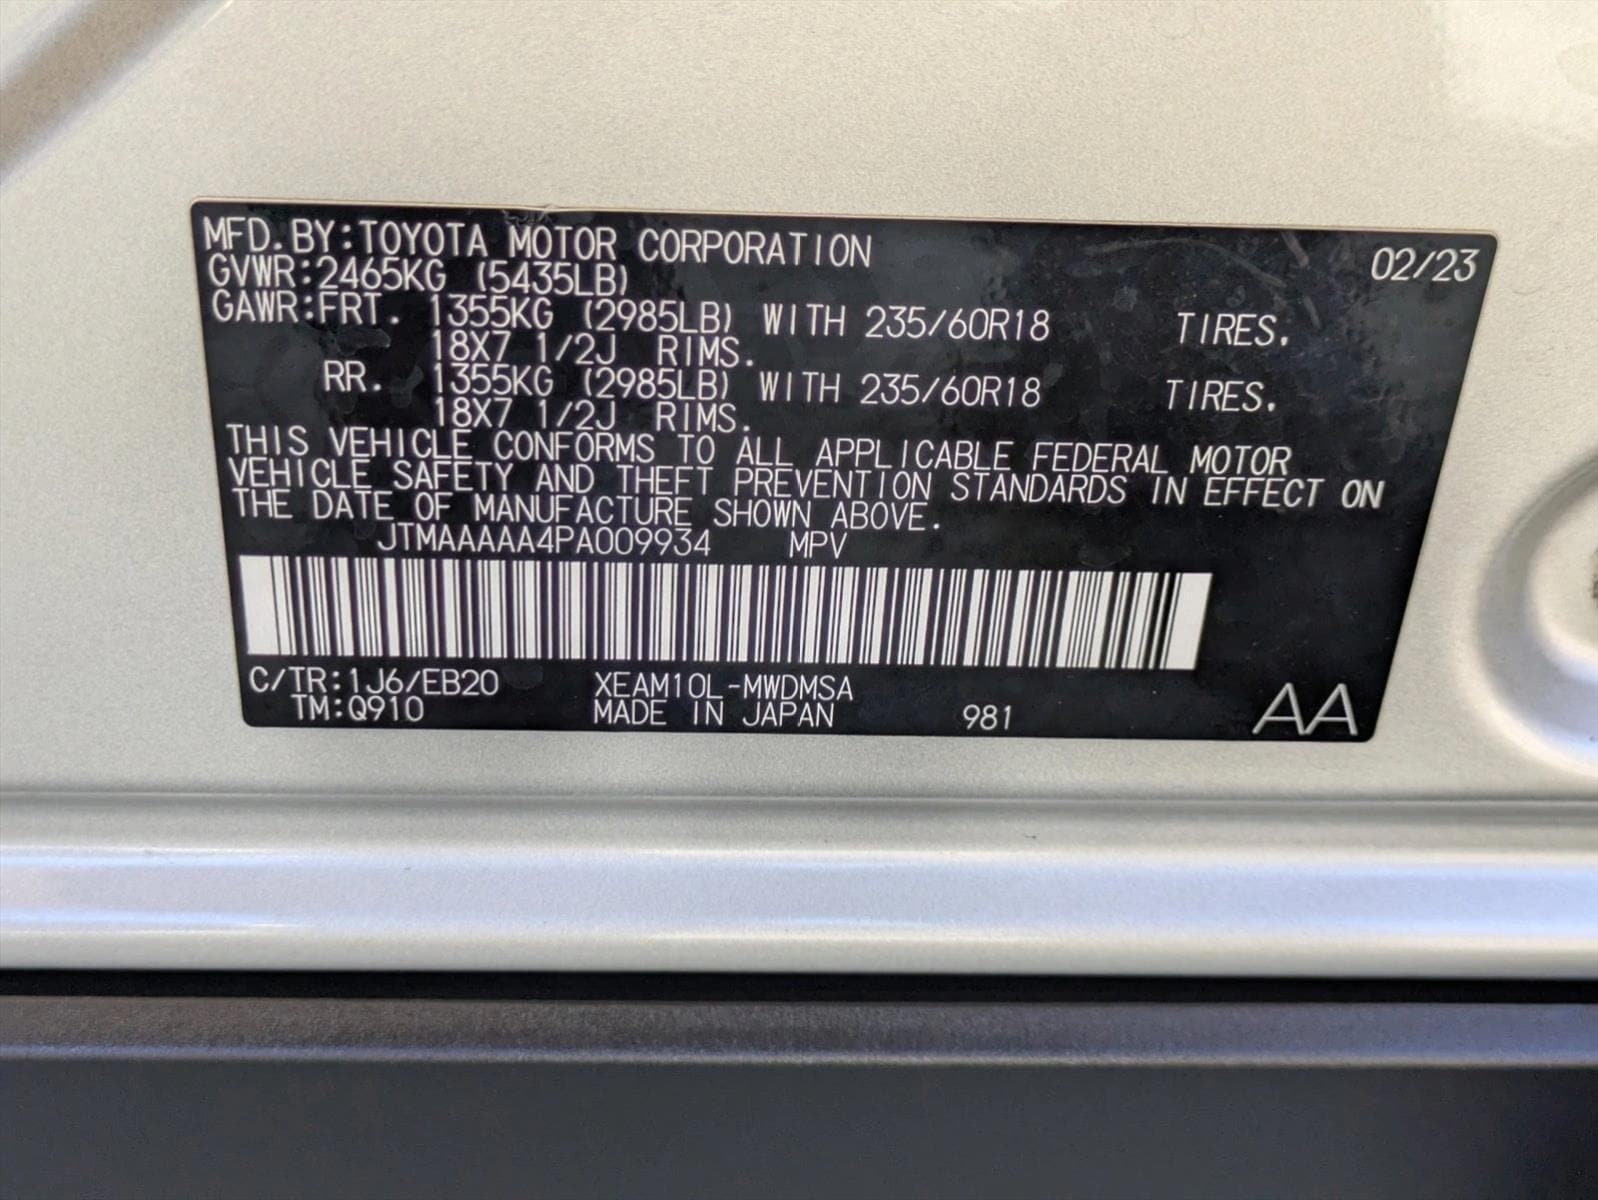 MFD.BY:TOYOTA MOTOR CORPORATION 02/23
GVWR:2465KG (5435LB)
GAWR:FRT. 1355KG (2985LB) WITH 235/60R18 TIRES.
18X7 1/2J RIMS.
RR. 1355KG (2985LB) WITH 235/60R18 TIRES.
18X7 1/2J RIMS.
THIS VEHICLE CONFORMS TO ALL APPLICABLE FEDERAL MOTOR
VEHICLE SAFETY AND THEFT PREVENTION STANDARDS IN EFFECT ON
THE DATE OF MANUFACTURE SHOWN ABOVE.
JTMAAAAA4PA009934 MPV
C/TR:1J6/EB20 XEAM10L-MWDMSA
TM:Q910 MADE IN JAPAN 981 AA